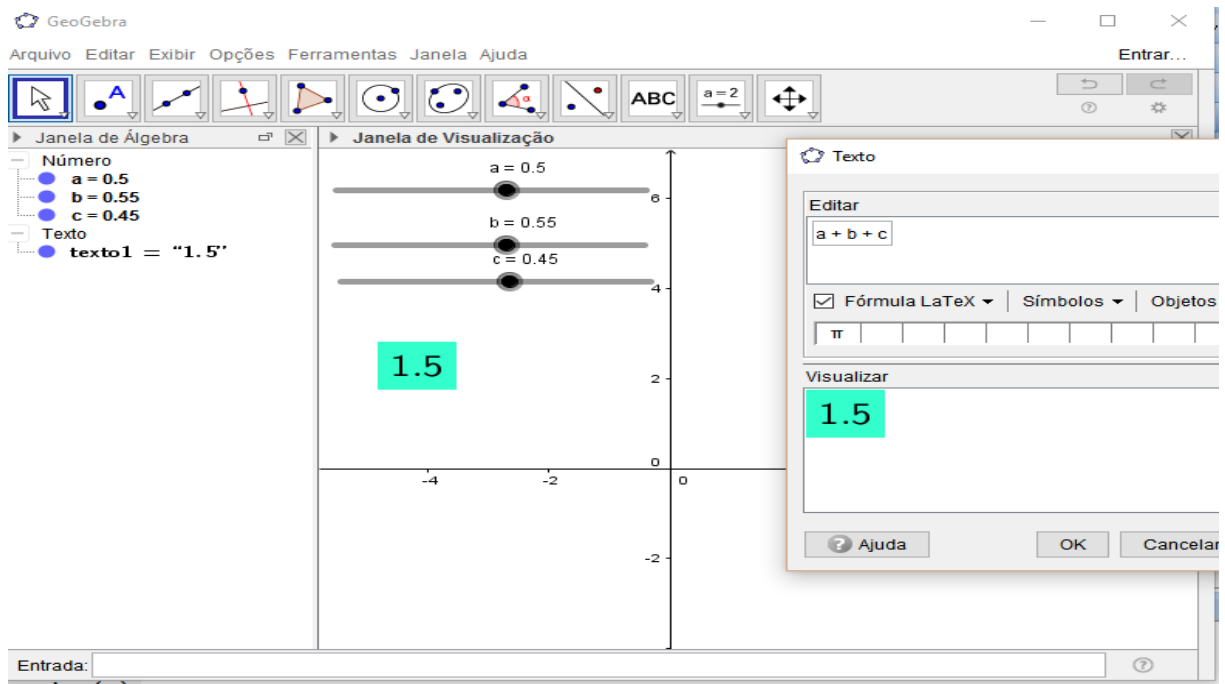 GeoGebra
Arquivo Editar Exibir Opções Ferramentas Janela Ajuda
Entrar...
A
α
ABC
a = 2
Janela de Álgebra
Número
a = 0.5
b = 0.55
c = 0.45
Texto
texto1 = “1.5”
Janela de Visualização
a = 0.5
b = 0.55
c = 0.45
1.5
6
4
2
0
-2
-4
-2
0
Texto
Editar
a + b + c
Fórmula LaTeX
Símbolos
Objetos
π
Visualizar
1.5
Ajuda
OK
Cancelar
Entrada: